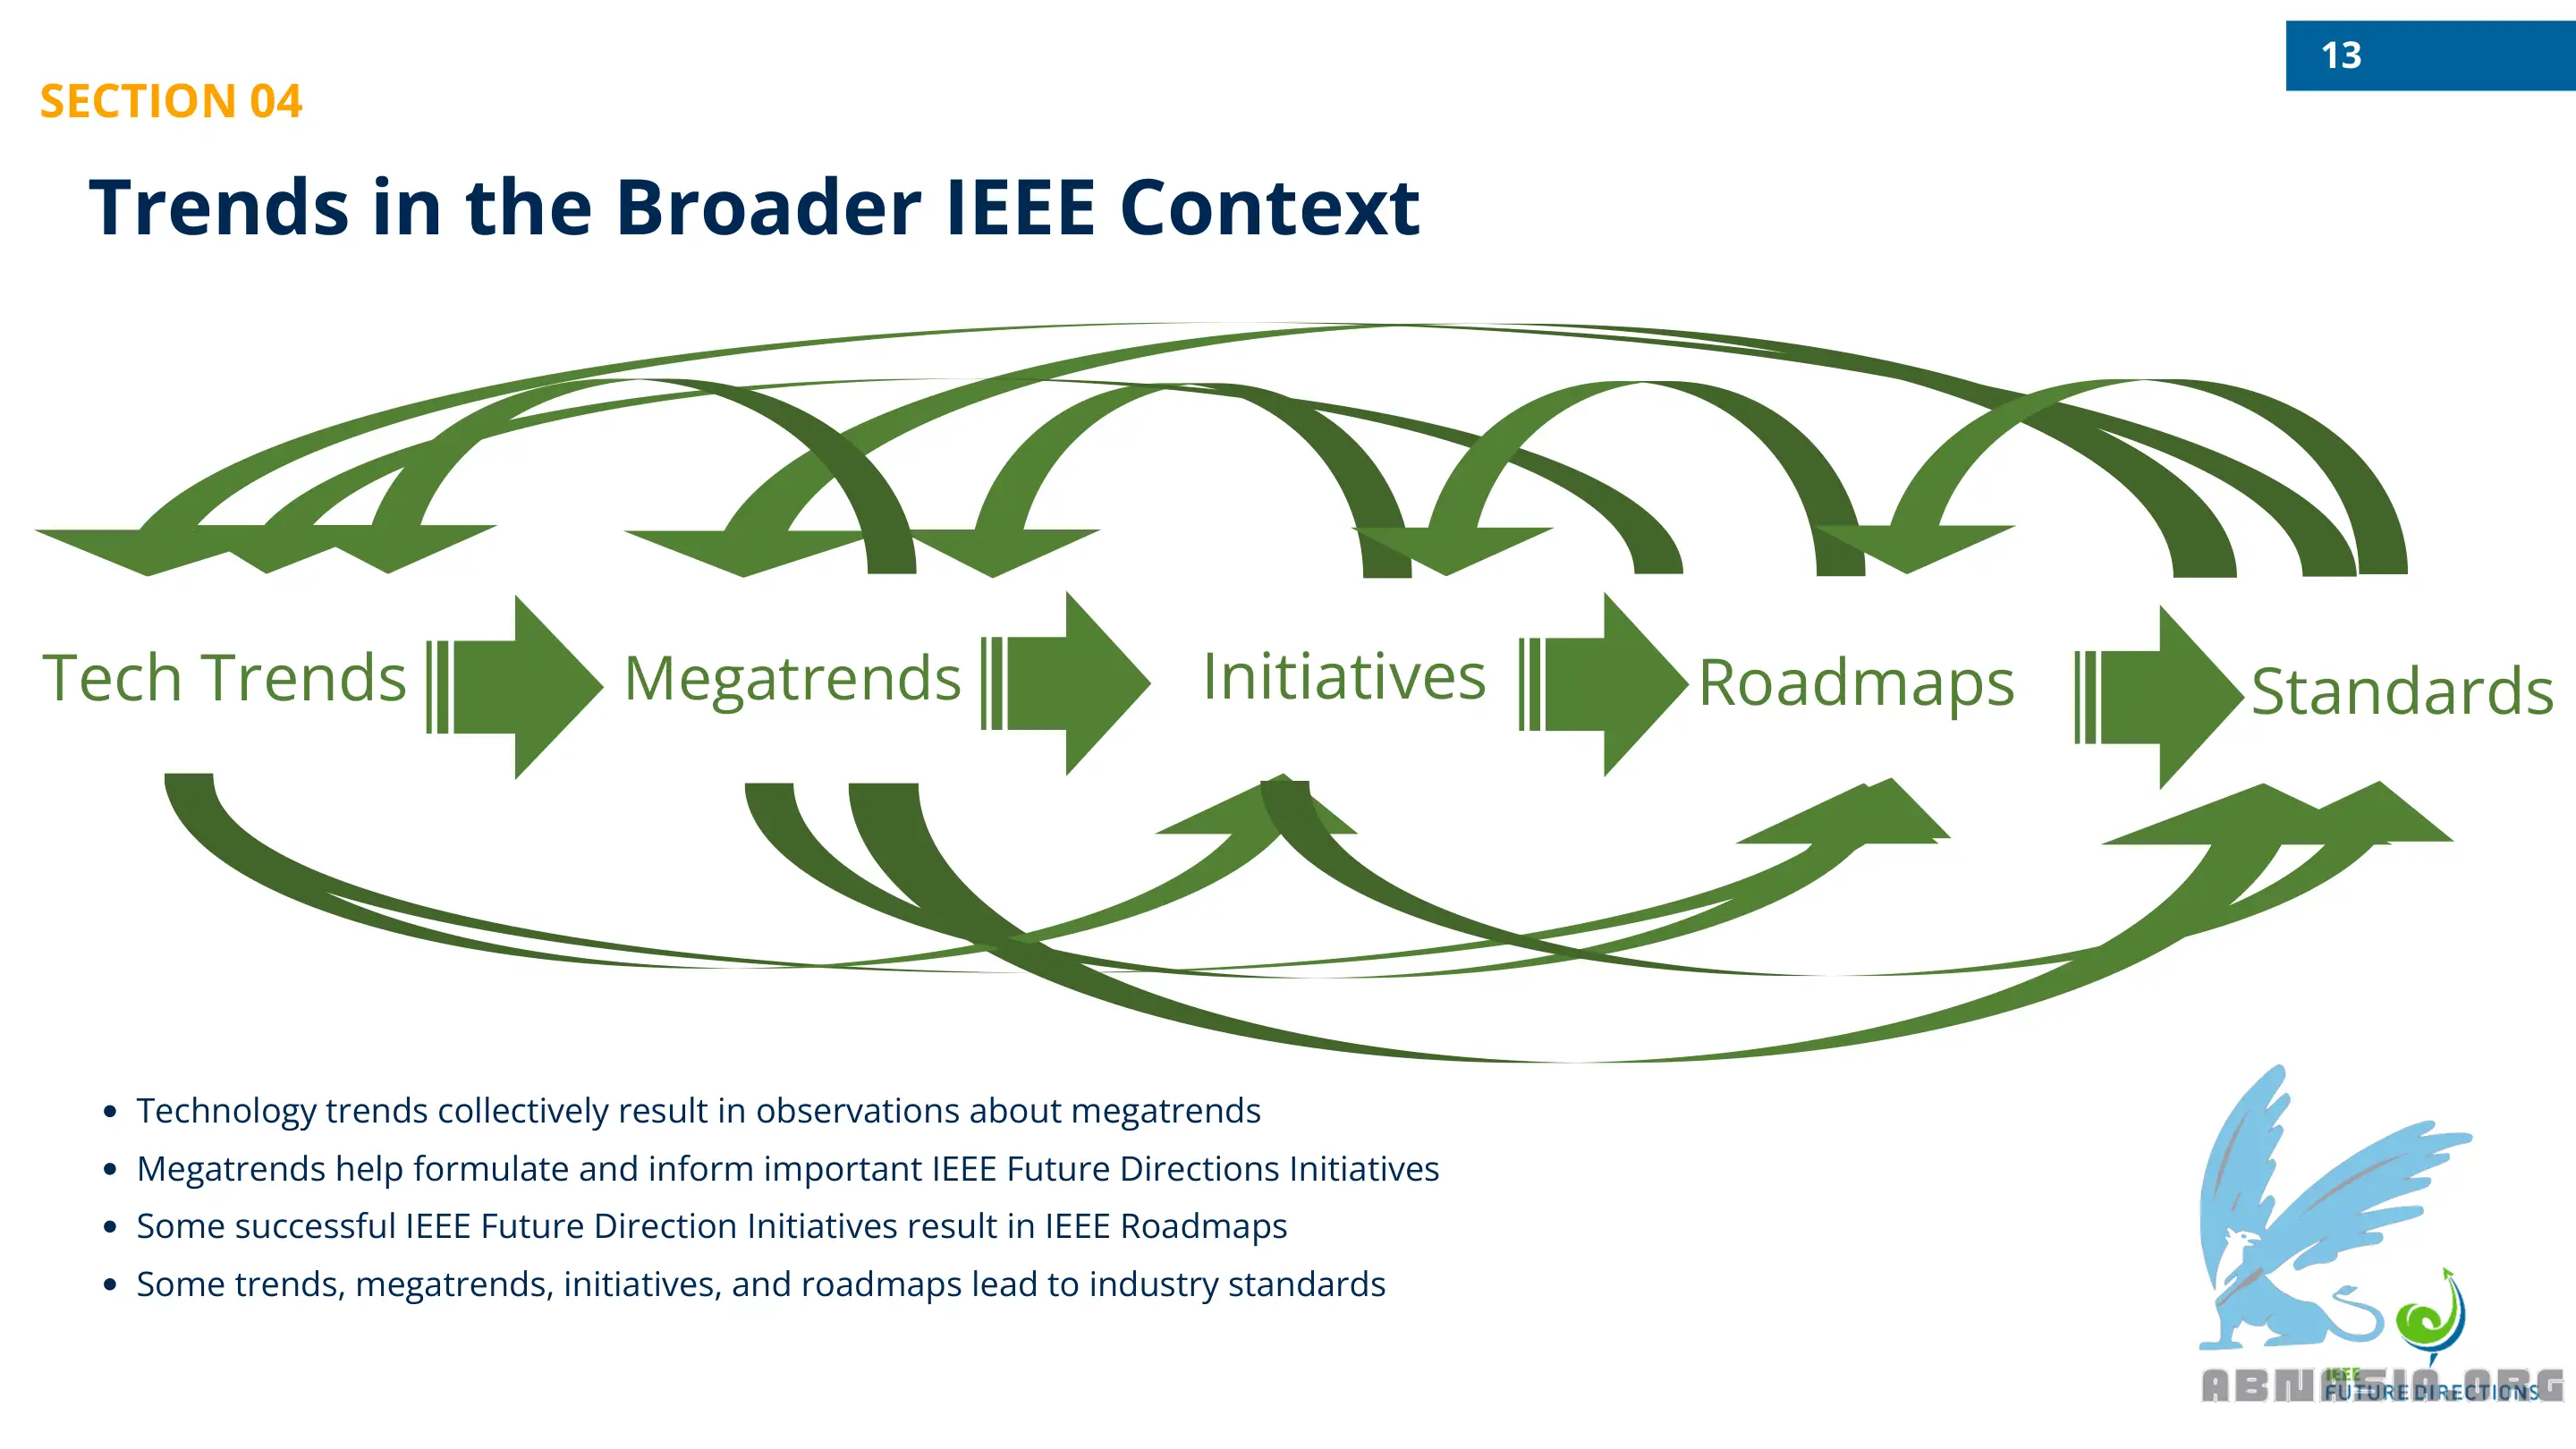 13
SECTION 04
Trends in the Broader IEEE Context
Tech Trends
Megatrends
Initiatives
Roadmaps
Standards
• Technology trends collectively result in observations about megatrends
• Megatrends help formulate and inform important IEEE Future Directions Initiatives
• Some successful IEEE Future Direction Initiatives result in IEEE Roadmaps
• Some trends, megatrends, initiatives, and roadmaps lead to industry standards
IEEE
FUTURE DIRECTIONS
ABNASIA.ORG